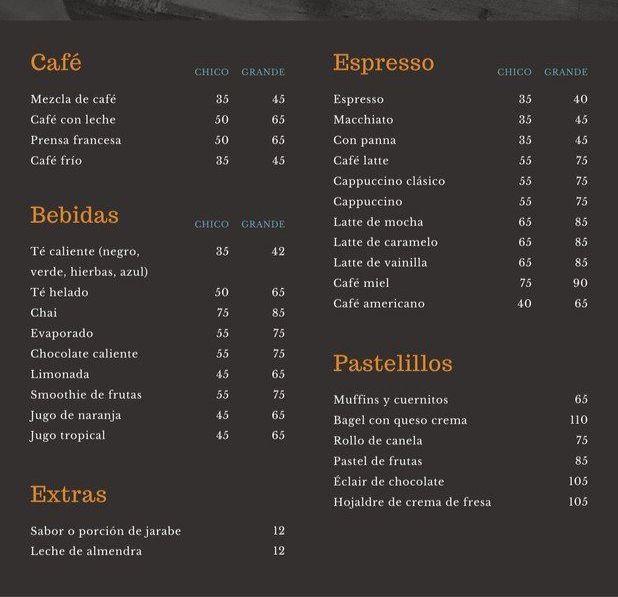 Café CHICO GRANDE
Mezcla de café 35 45
Café con leche 50 65
Prensa francesa 50 65
Café frío 35 45
Bebidas CHICO GRANDE
Té caliente (negro, 35 42
verde, hierbas, azul)
Té helado 50 65
Chai 75 85
Evaporado 55 75
Chocolate caliente 55 75
Limonada 45 65
Smoothie de frutas 55 75
Jugo de naranja 45 65
Jugo tropical 45 65
Extras
Sabor o porción de jarabe 12
Leche de almendra 12
Espresso CHICO GRANDE
Espresso 35 40
Macchiato 35 45
Con panna 35 45
Café latte 55 75
Cappuccino clásico 55 75
Cappuccino 55 75
Latte de mocha 65 85
Latte de caramelo 65 85
Latte de vainilla 65 85
Café miel 75 90
Café americano 40 65
Pastelillos
Muffins y cuernitos 65
Bagel con queso crema 110
Rollo de canela 75
Pastel de frutas 85
Éclair de chocolate 105
Hojaldre de crema de fresa 105